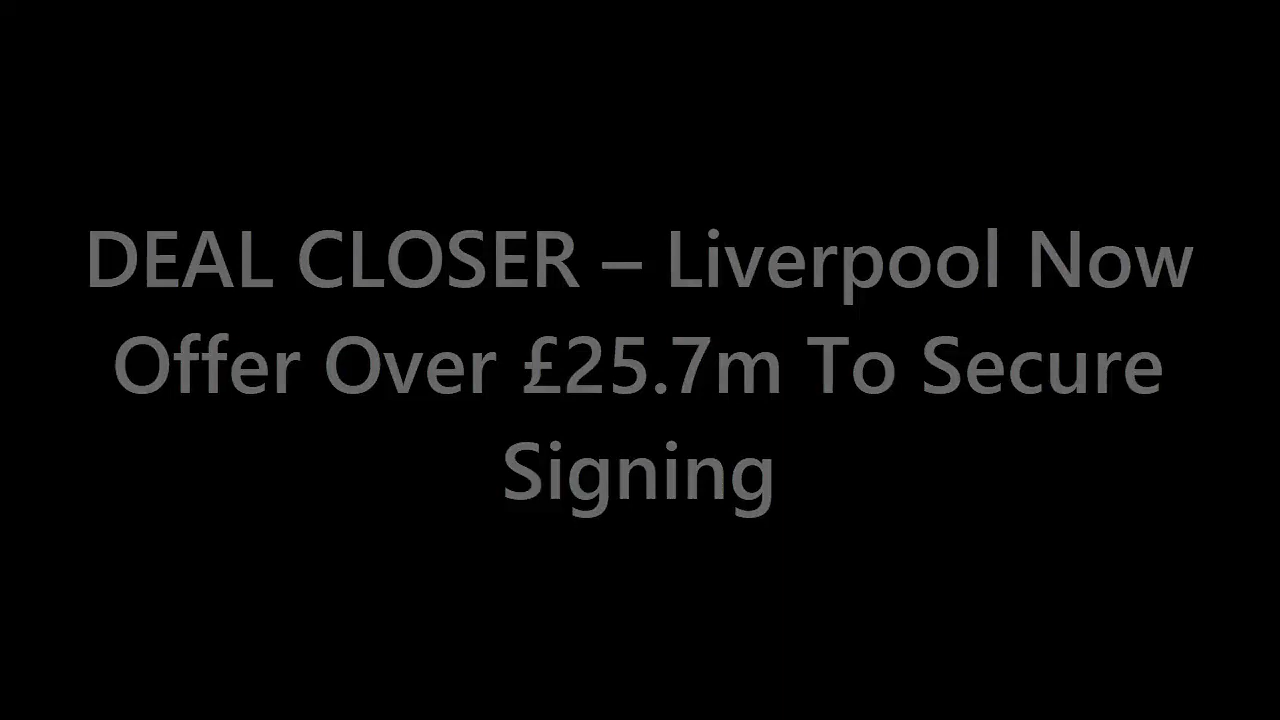 DEAL CLOSER – Liverpool Now
Offer Over £25.7m To Secure
Signing